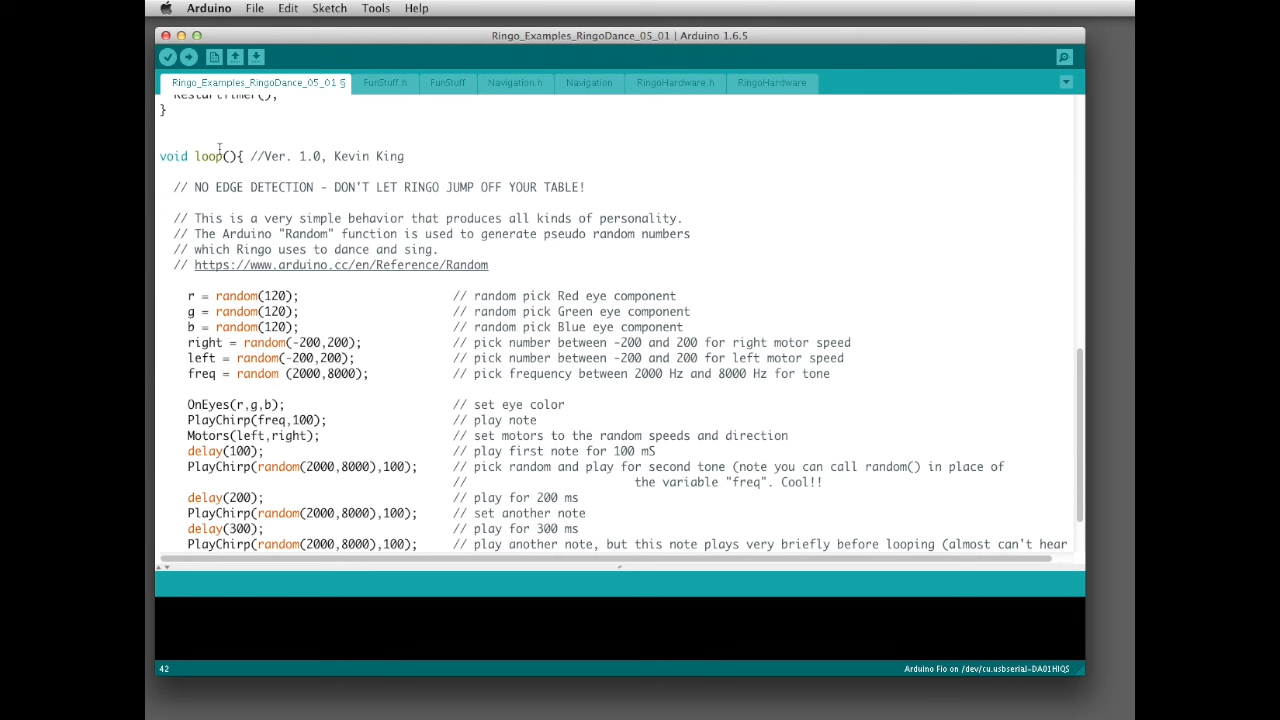 Arduino File Edit Sketch Tools Help
Ringo_Examples_RingoDance_05_01 | Arduino 1.6.5
Ringo_Examples_RingoDance_05_01 § FunStuff.h FunStuff Navigation.h Navigation RingoHardware.h RingoHardware
RestartTimer();
}
void loop(){ //Ver. 1.0, Kevin King
// NO EDGE DETECTION - DON'T LET RINGO JUMP OFF YOUR TABLE!
// This is a very simple behavior that produces all kinds of personality.
// The Arduino "Random" function is used to generate pseudo random numbers
// which Ringo uses to dance and sing.
// https://www.arduino.cc/en/Reference/Random
r = random(120); // random pick Red eye component
g = random(120); // random pick Green eye component
b = random(120); // random pick Blue eye component
right = random(-200,200); // pick number between -200 and 200 for right motor speed
left = random(-200,200); // pick number between -200 and 200 for left motor speed
freq = random (2000,8000); // pick frequency between 2000 Hz and 8000 Hz for tone
OnEyes(r,g,b); // set eye color
PlayChirp(freq,100); // play note
Motors(left,right); // set motors to the random speeds and direction
delay(100); // play first note for 100 mS
PlayChirp(random(2000,8000),100); // pick random and play for second tone (note you can call random() in place of
// the variable "freq". Cool!!
delay(200); // play for 200 ms
PlayChirp(random(2000,8000),100); // set another note
delay(300); // play for 300 ms
PlayChirp(random(2000,8000),100); // play another note, but this note plays very briefly before looping (almost can't hear
42 Arduino Fio on /dev/cu.usbserial-DA01HIQS